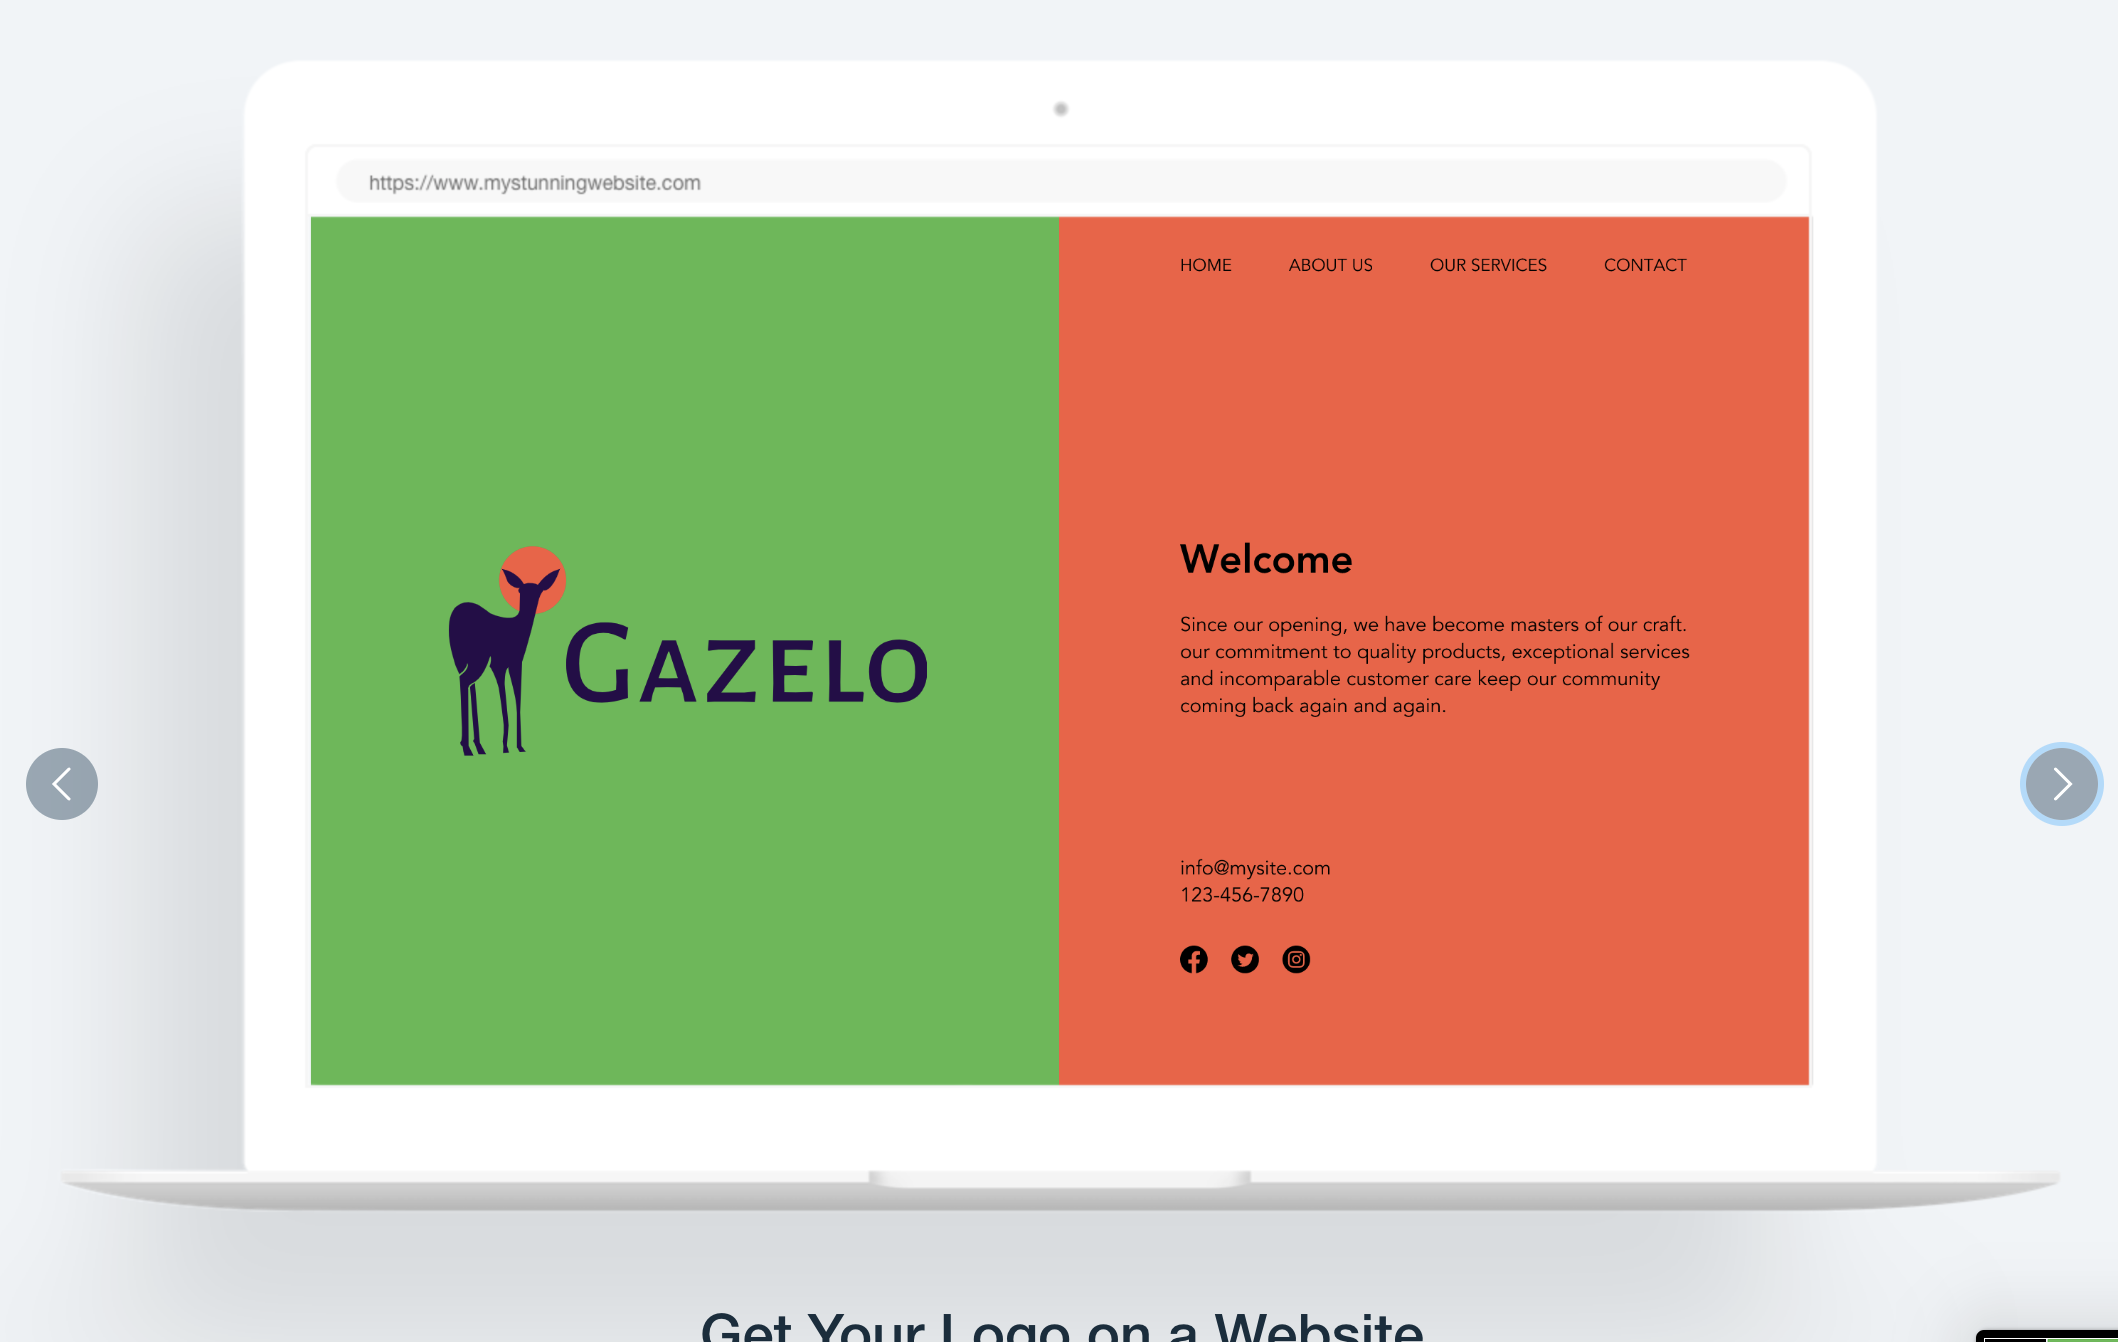 https://www.mystunningwebsite.com
HOME ABOUT US OUR SERVICES CONTACT
GAZELO
Welcome
Since our opening, we have become masters of our craft.
our commitment to quality products, exceptional services
and incomparable customer care keep our community
coming back again and again.
info@mysite.com
123-456-7890
Get Your Logo on a Website